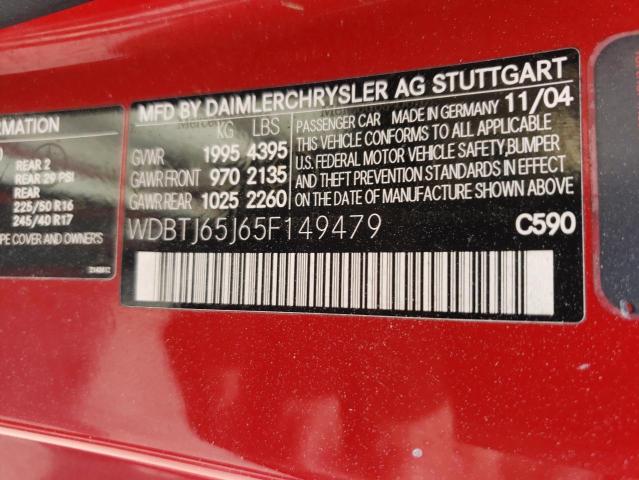 RMATION
0
REAR 2
REAR 29 PSI
REAR
225/50 R16
245/40 R17
PE COVER AND OWNER'S
MFD BY DAIMLERCHRYSLER AG STUTTGART
KG LBS
GVWR 1995 4395
GAWR FRONT 970 2135
GAWR REAR 1025 2260
PASSENGER CAR MADE IN GERMANY 11/04
THIS VEHICLE CONFORMS TO ALL APPLICABLE
U.S. FEDERAL MOTOR VEHICLE SAFETY, BUMPER
AND THEFT PREVENTION STANDARDS IN EFFECT
ON THE DATE OF MANUFACTURE SHOWN ABOVE
WDBTJ65J65F149479
C590